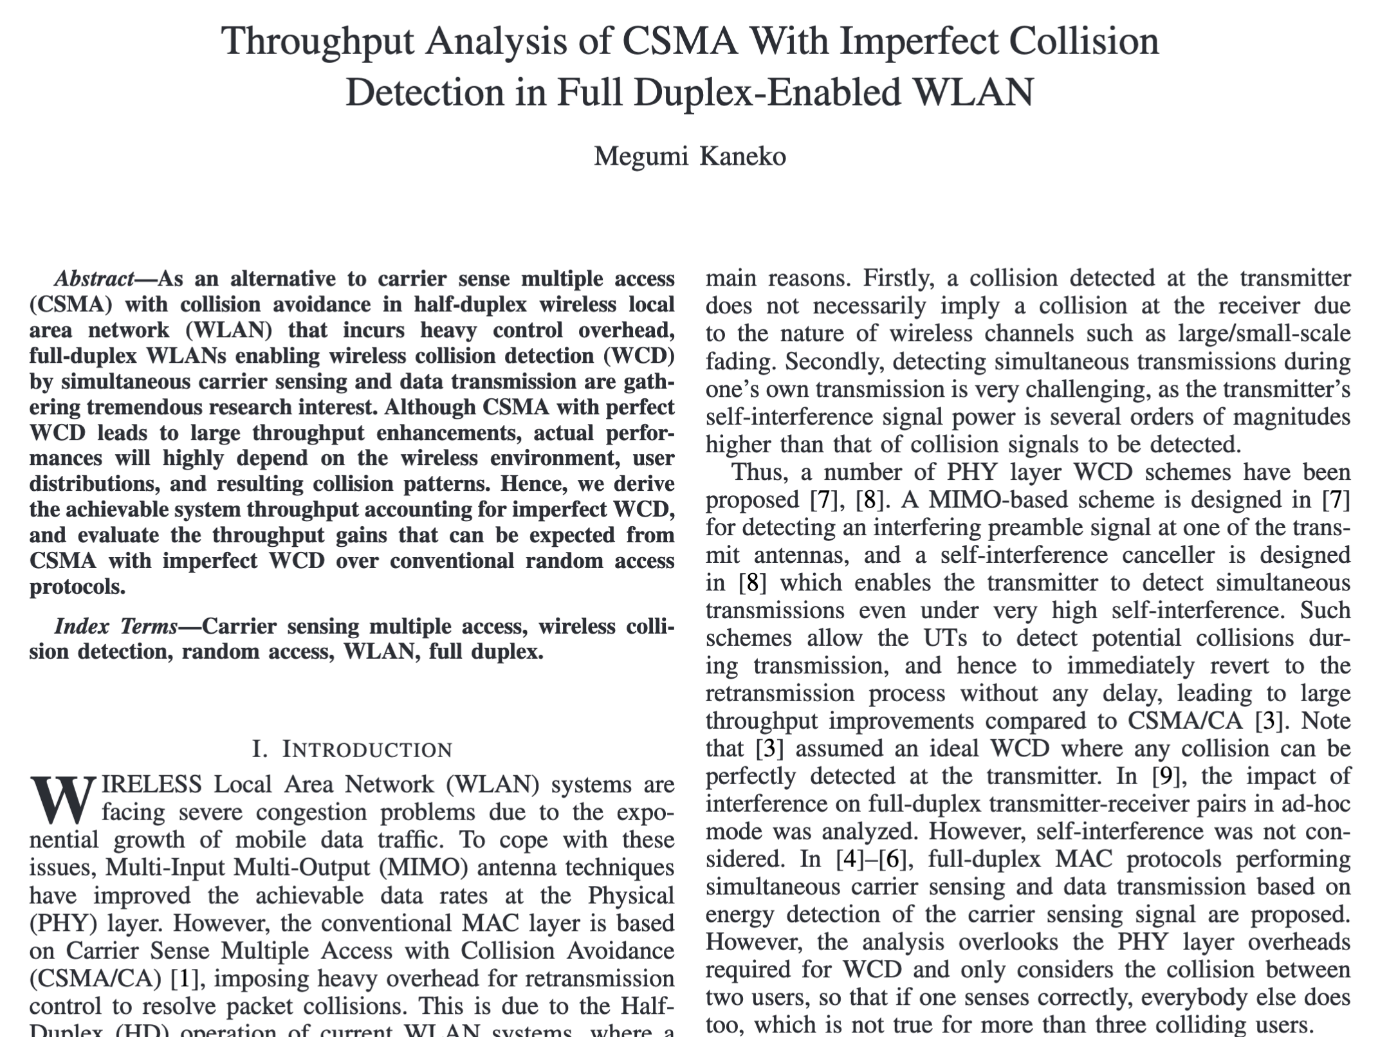 Throughput Analysis of CSMA With Imperfect Collision
Detection in Full Duplex-Enabled WLAN
Megumi Kaneko
Abstract—As an alternative to carrier sense multiple access
(CSMA) with collision avoidance in half-duplex wireless local
area network (WLAN) that incurs heavy control overhead,
full-duplex WLANs enabling wireless collision detection (WCD)
by simultaneous carrier sensing and data transmission are gath-
ering tremendous research interest. Although CSMA with perfect
WCD leads to large throughput enhancements, actual perfor-
mances will highly depend on the wireless environment, user
distributions, and resulting collision patterns. Hence, we derive
the achievable system throughput accounting for imperfect WCD,
and evaluate the throughput gains that can be expected from
CSMA with imperfect WCD over conventional random access
protocols.
Index Terms—Carrier sensing multiple access, wireless colli-
sion detection, random access, WLAN, full duplex.
I. INTRODUCTION
WIRELESS Local Area Network (WLAN) systems are
facing severe congestion problems due to the expo-
nential growth of mobile data traffic. To cope with these
issues, Multi-Input Multi-Output (MIMO) antenna techniques
have improved the achievable data rates at the Physical
(PHY) layer. However, the conventional MAC layer is based
on Carrier Sense Multiple Access with Collision Avoidance
(CSMA/CA) [1], imposing heavy overhead for retransmission
control to resolve packet collisions. This is due to the Half-
Duplex (HD) operation of current WLAN systems, where a
main reasons. Firstly, a collision detected at the transmitter
does not necessarily imply a collision at the receiver due
to the nature of wireless channels such as large/small-scale
fading. Secondly, detecting simultaneous transmissions during
one's own transmission is very challenging, as the transmitter's
self-interference signal power is several orders of magnitudes
higher than that of collision signals to be detected.
Thus, a number of PHY layer WCD schemes have been
proposed [7], [8]. A MIMO-based scheme is designed in [7]
for detecting an interfering preamble signal at one of the trans-
mit antennas, and a self-interference canceller is designed
in [8] which enables the transmitter to detect simultaneous
transmissions even under very high self-interference. Such
schemes allow the UTs to detect potential collisions dur-
ing transmission, and hence to immediately revert to the
retransmission process without any delay, leading to large
throughput improvements compared to CSMA/CA [3]. Note
that [3] assumed an ideal WCD where any collision can be
perfectly detected at the transmitter. In [9], the impact of
interference on full-duplex transmitter-receiver pairs in ad-hoc
mode was analyzed. However, self-interference was not con-
sidered. In [4]–[6], full-duplex MAC protocols performing
simultaneous carrier sensing and data transmission based on
energy detection of the carrier sensing signal are proposed.
However, the analysis overlooks the PHY layer overheads
required for WCD and only considers the collision between
two users, so that if one senses correctly, everybody else does
too, which is not true for more than three colliding users.